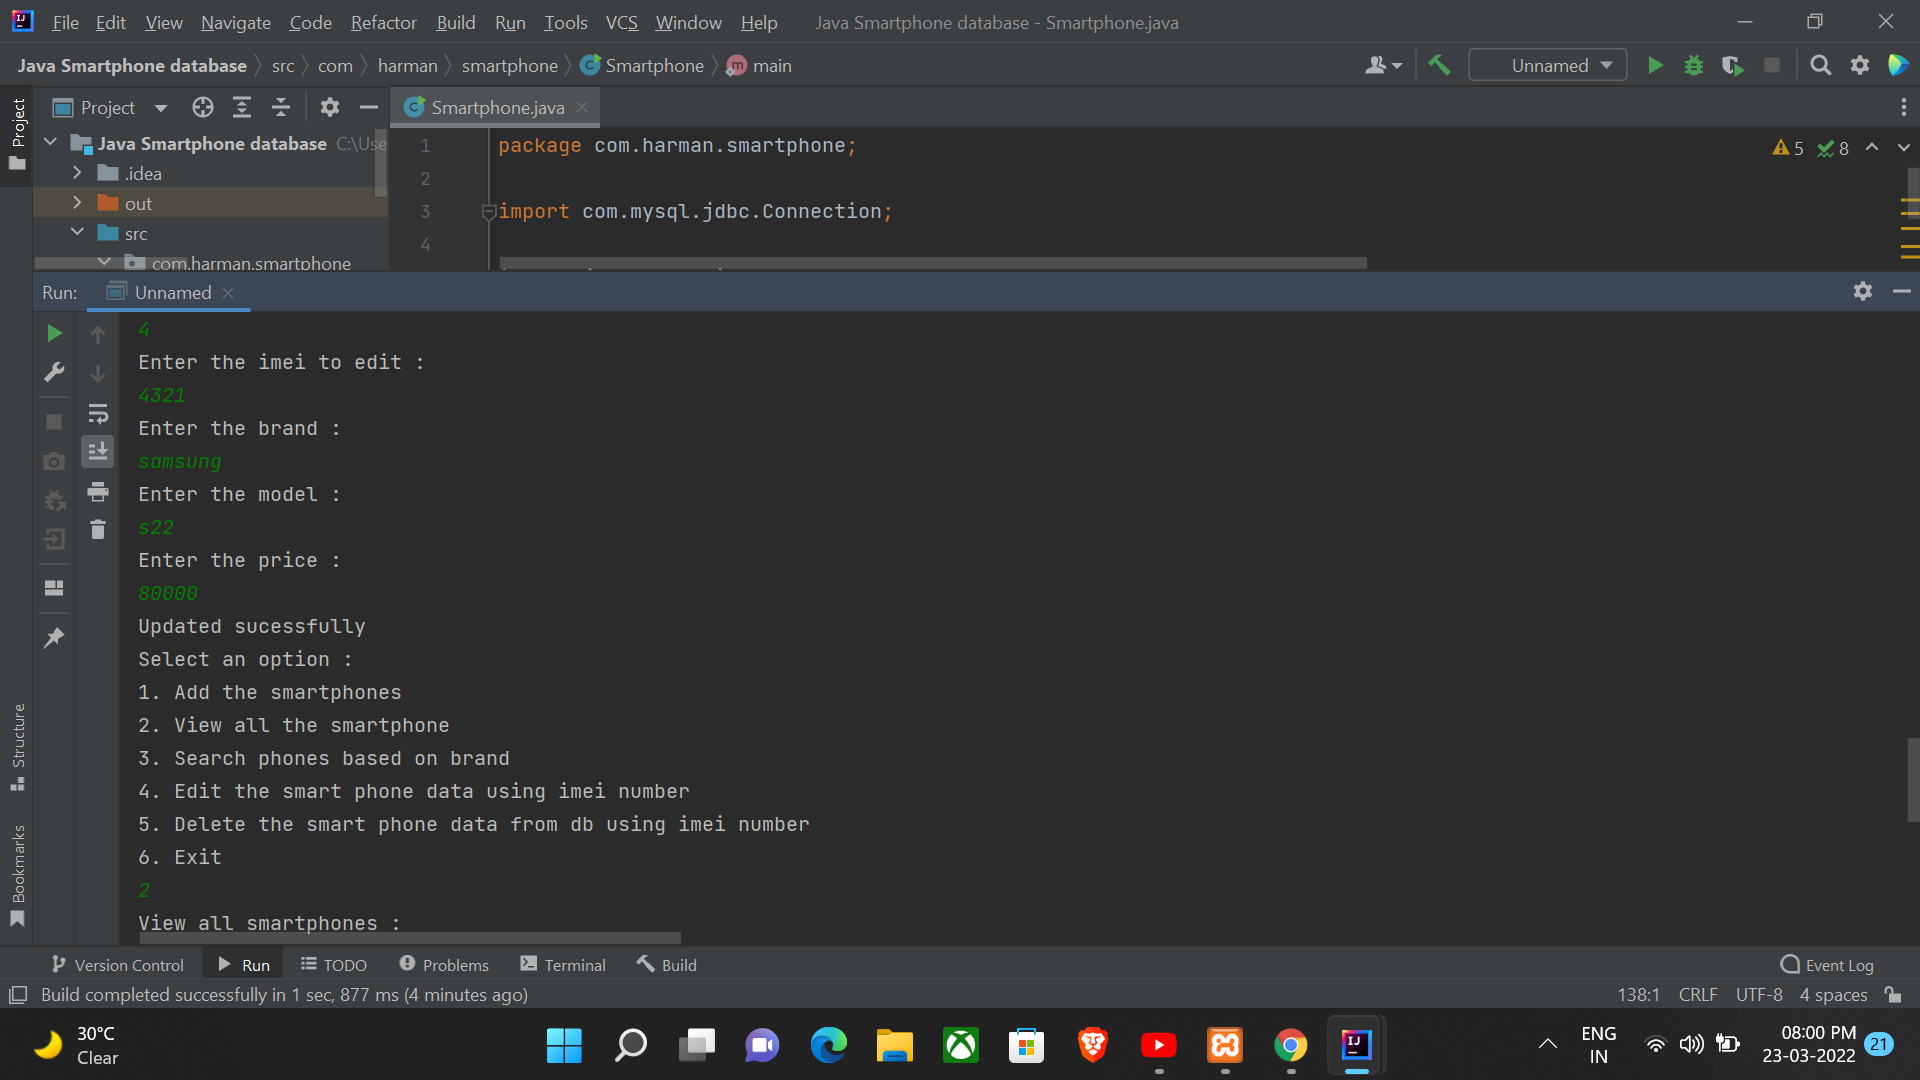 File Edit View Navigate Code Refactor Build Run Tools VCS Window Help Java Smartphone database - Smartphone.java
Java Smartphone database src com harman smartphone Smartphone main
Unnamed
Project
Project
Smartphone.java
Java Smartphone database C:\Use
.idea
out
src
com.harman.smartphone
1 package com.harman.smartphone;
2
3 import com.mysql.jdbc.Connection;
4
5 8
Run: Unnamed
4
Enter the imei to edit :
4321
Enter the brand :
samsung
Enter the model :
s22
Enter the price :
80000
Updated sucessfully
Select an option :
1. Add the smartphones
2. View all the smartphone
3. Search phones based on brand
4. Edit the smart phone data using imei number
5. Delete the smart phone data from db using imei number
6. Exit
2
View all smartphones :
Structure
Bookmarks
Version Control Run TODO Problems Terminal Build Event Log
Build completed successfully in 1 sec, 877 ms (4 minutes ago) 138:1 CRLF UTF-8 4 spaces
30°C
Clear
ENG
IN
08:00 PM
23-03-2022
21